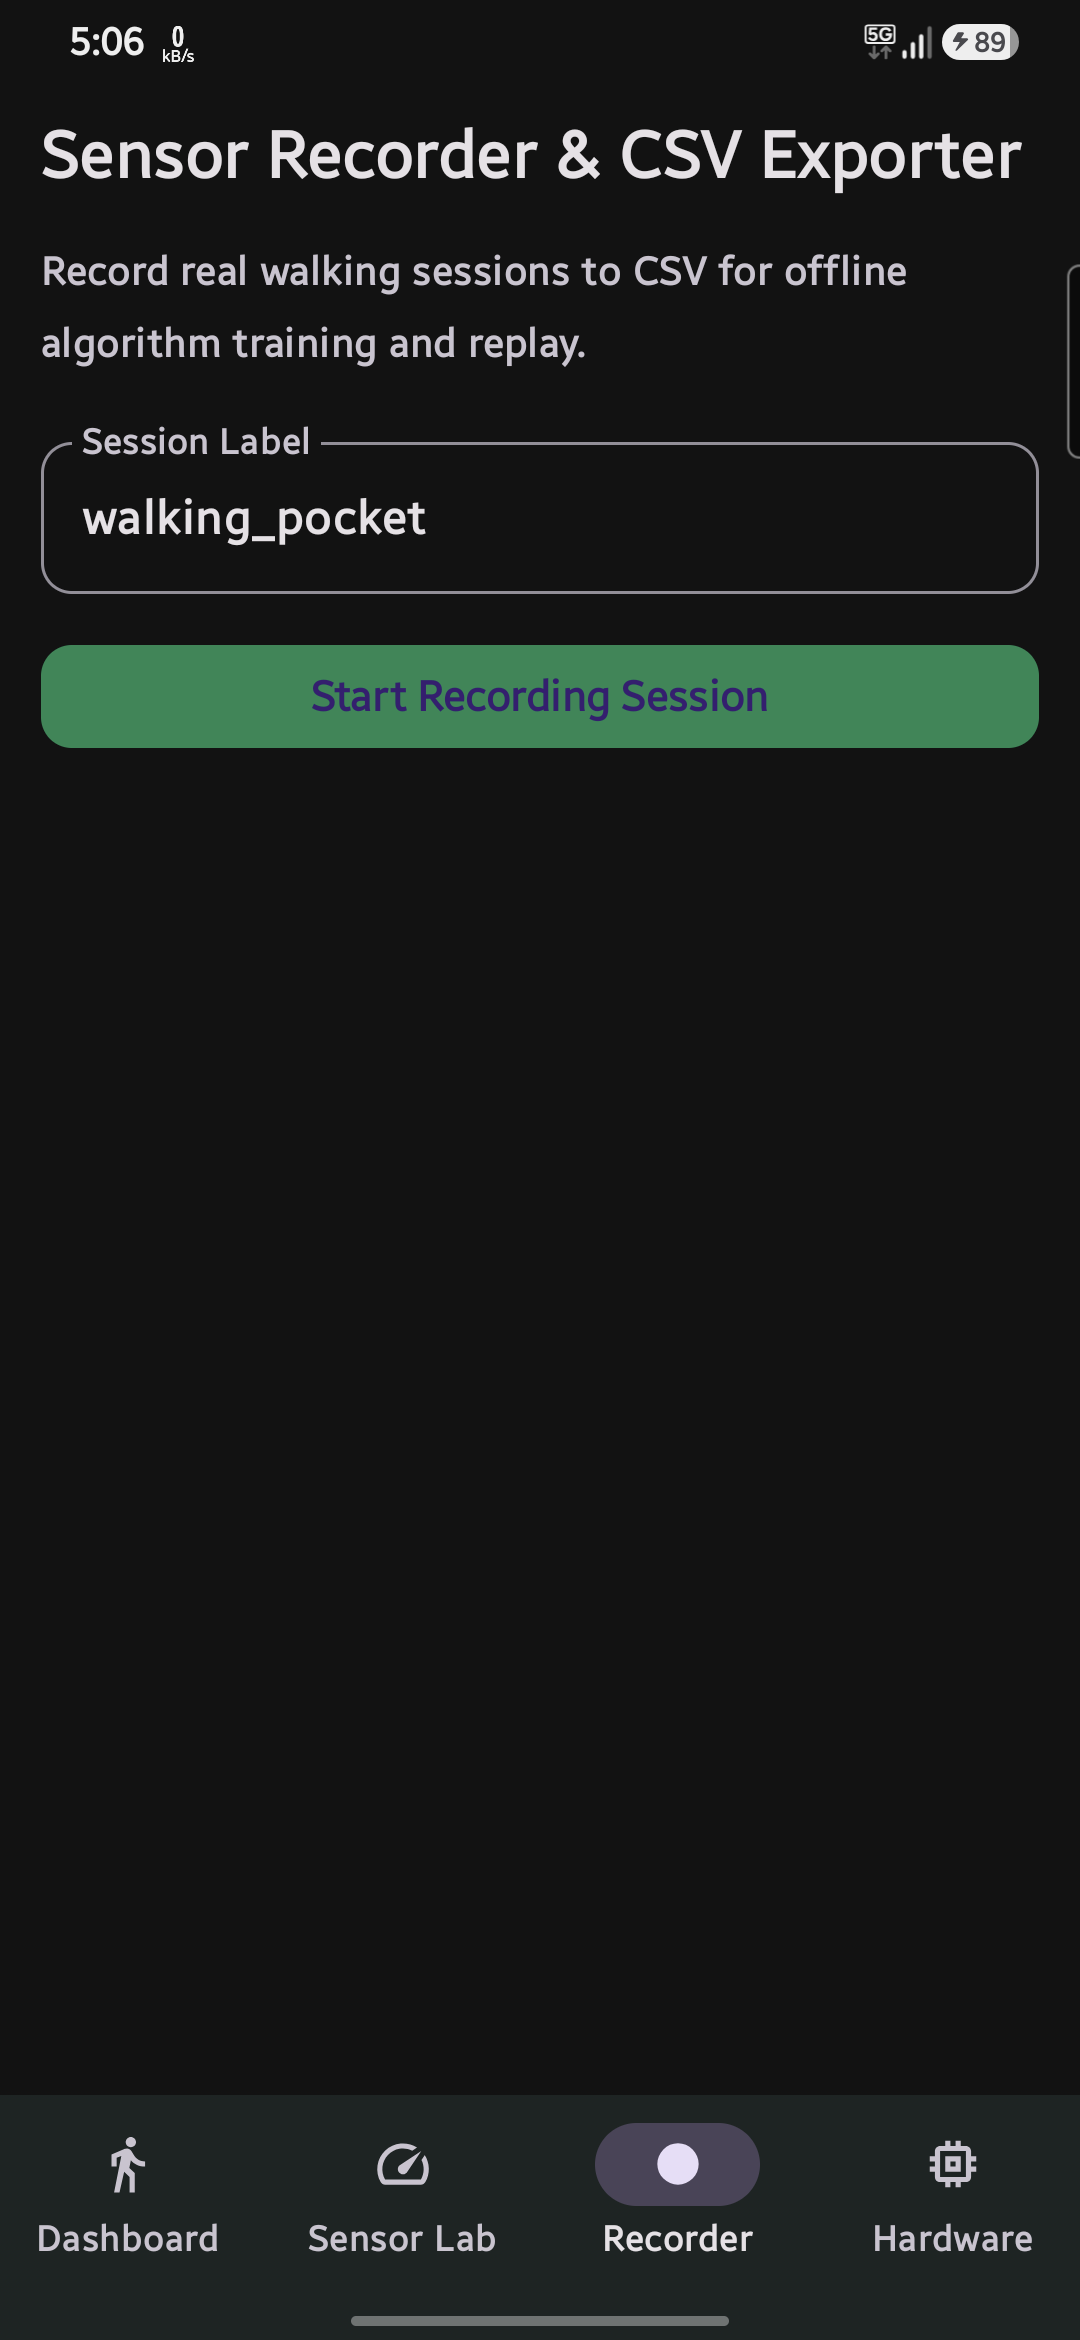 5:06
0
kB/s
5G
89
Sensor Recorder & CSV Exporter
Record real walking sessions to CSV for offline
algorithm training and replay.
Session Label
walking_pocket
Start Recording Session
Dashboard
Sensor Lab
Recorder
Hardware